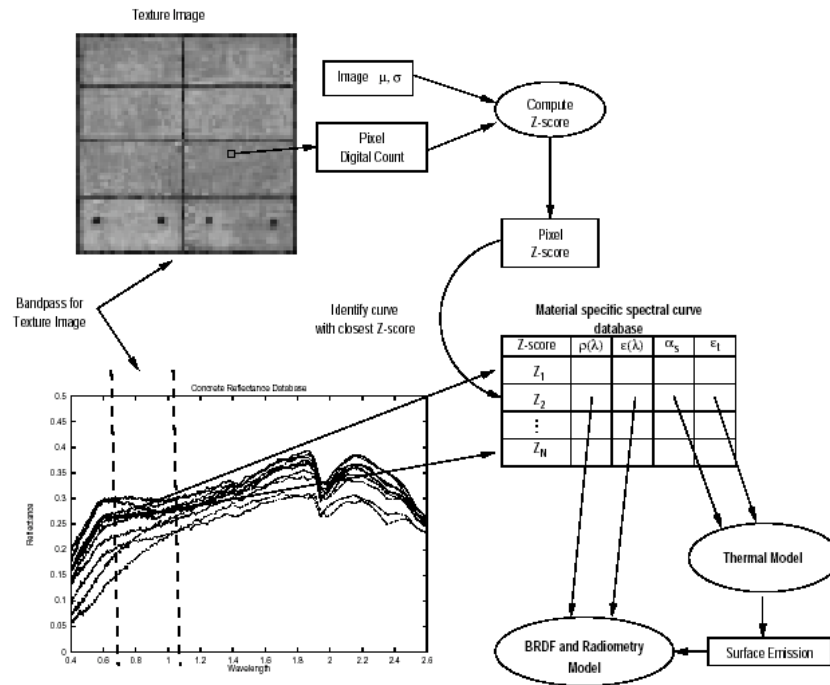 Texture Image
Image μ, σ
Compute
Z-score
Pixel
Digital Count
Pixel
Z-score
Bandpass for
Texture Image
Identify curve
with closest Z-score
Material specific spectral curve
database
Z-score ρ(λ) ε(λ) αs εt
Z1
Z2
⋮
ZN
Concrete Reflectance Database
0.5
0.45
0.4
0.35
0.3
0.25
0.2
0.15
0.1
0.05
0
Reflectance
0.4 0.6 0.8 1 1.2 1.4 1.6 1.8 2 2.2 2.4 2.6
Wavelength
Thermal Model
BRDF and Radiometry
Model
Surface Emission